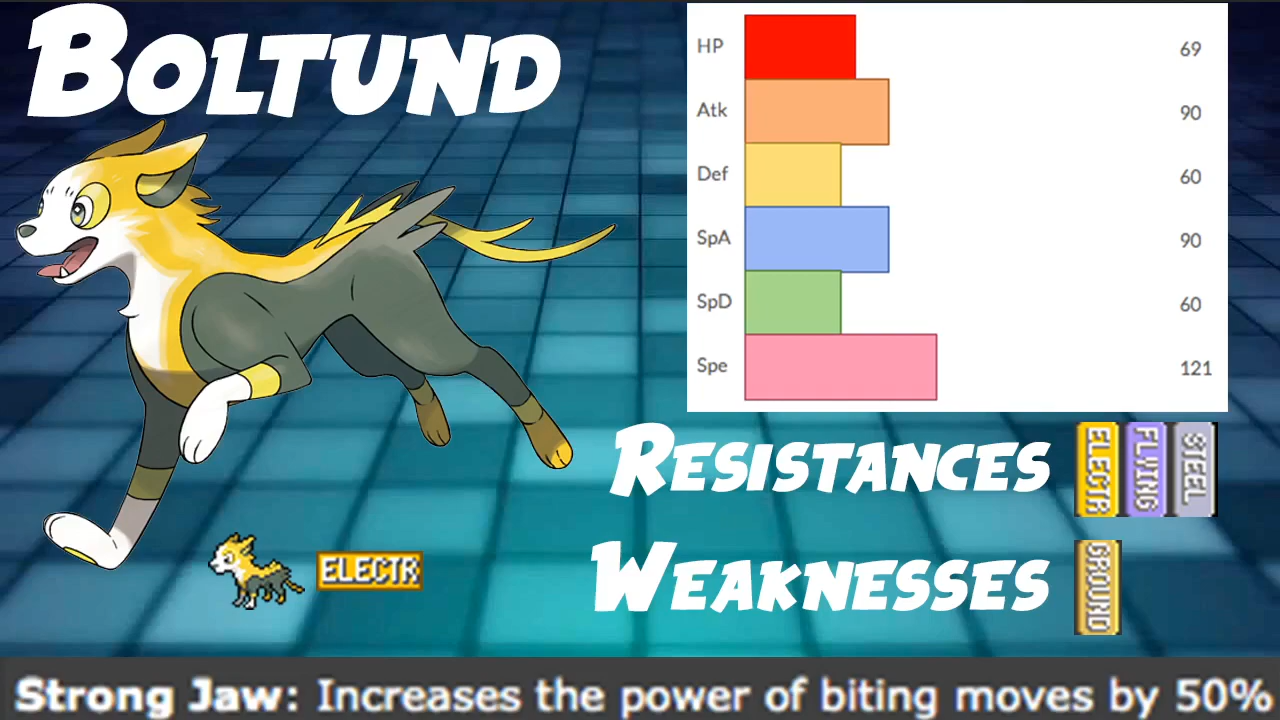 Boltund
HP 69
Atk 90
Def 60
SpA 90
SpD 60
Spe 121
Resistances ELECTR FLYING STEEL
Weaknesses GROUND
ELECTR
Strong Jaw: Increases the power of biting moves by 50%